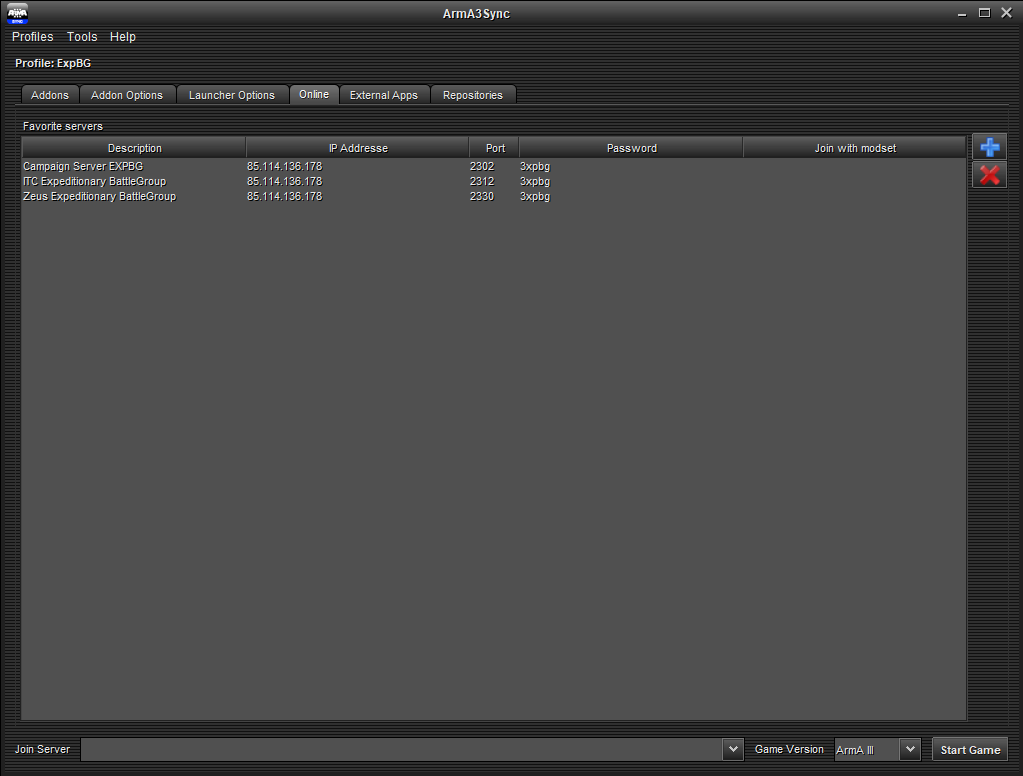 ArmA3Sync
Profiles Tools Help
Profile: ExpBG
Addons Addon Options Launcher Options Online External Apps Repositories
Favorite servers
Description IP Addresse Port Password Join with modset
Campaign Server EXPBG 85.114.136.178 2302 3xpbg
ITC Expeditionary BattleGroup 85.114.136.178 2312 3xpbg
Zeus Expeditionary BattleGroup 85.114.136.178 2330 3xpbg
Join Server Game Version ArmA III Start Game